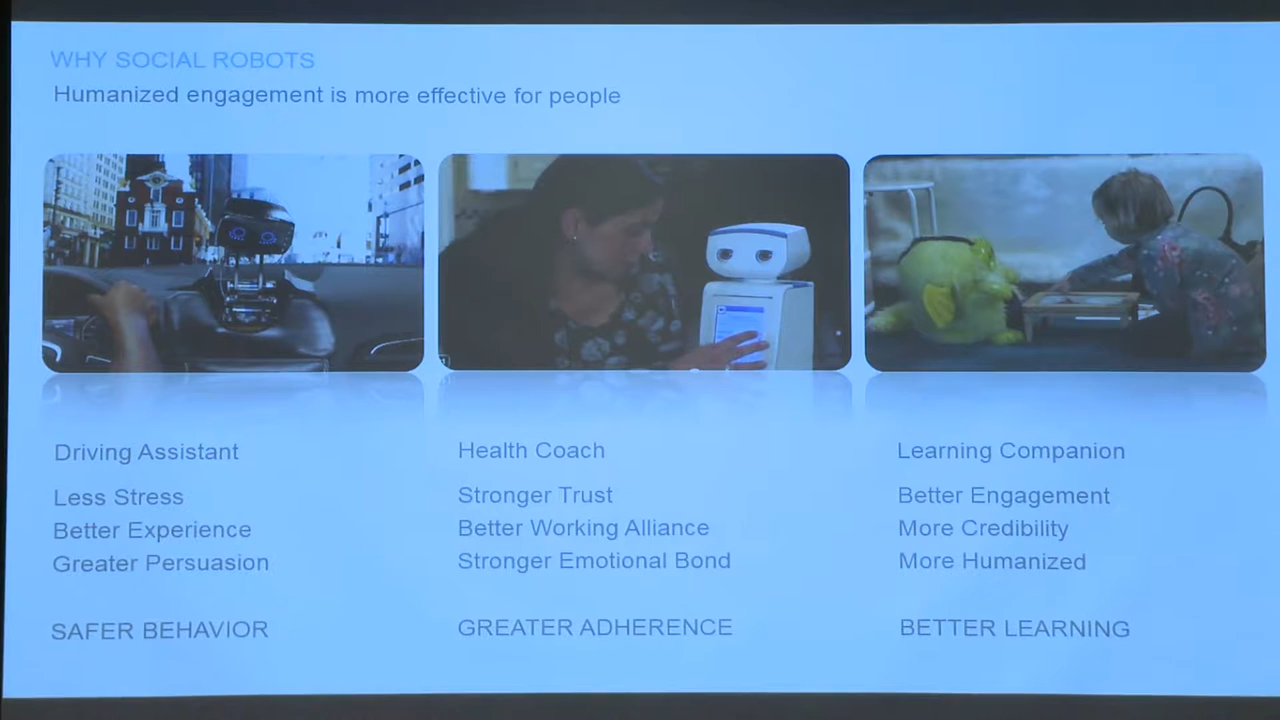 WHY SOCIAL ROBOTS
Humanized engagement is more effective for people
Driving Assistant
Less Stress
Better Experience
Greater Persuasion
SAFER BEHAVIOR
Health Coach
Stronger Trust
Better Working Alliance
Stronger Emotional Bond
GREATER ADHERENCE
Learning Companion
Better Engagement
More Credibility
More Humanized
BETTER LEARNING